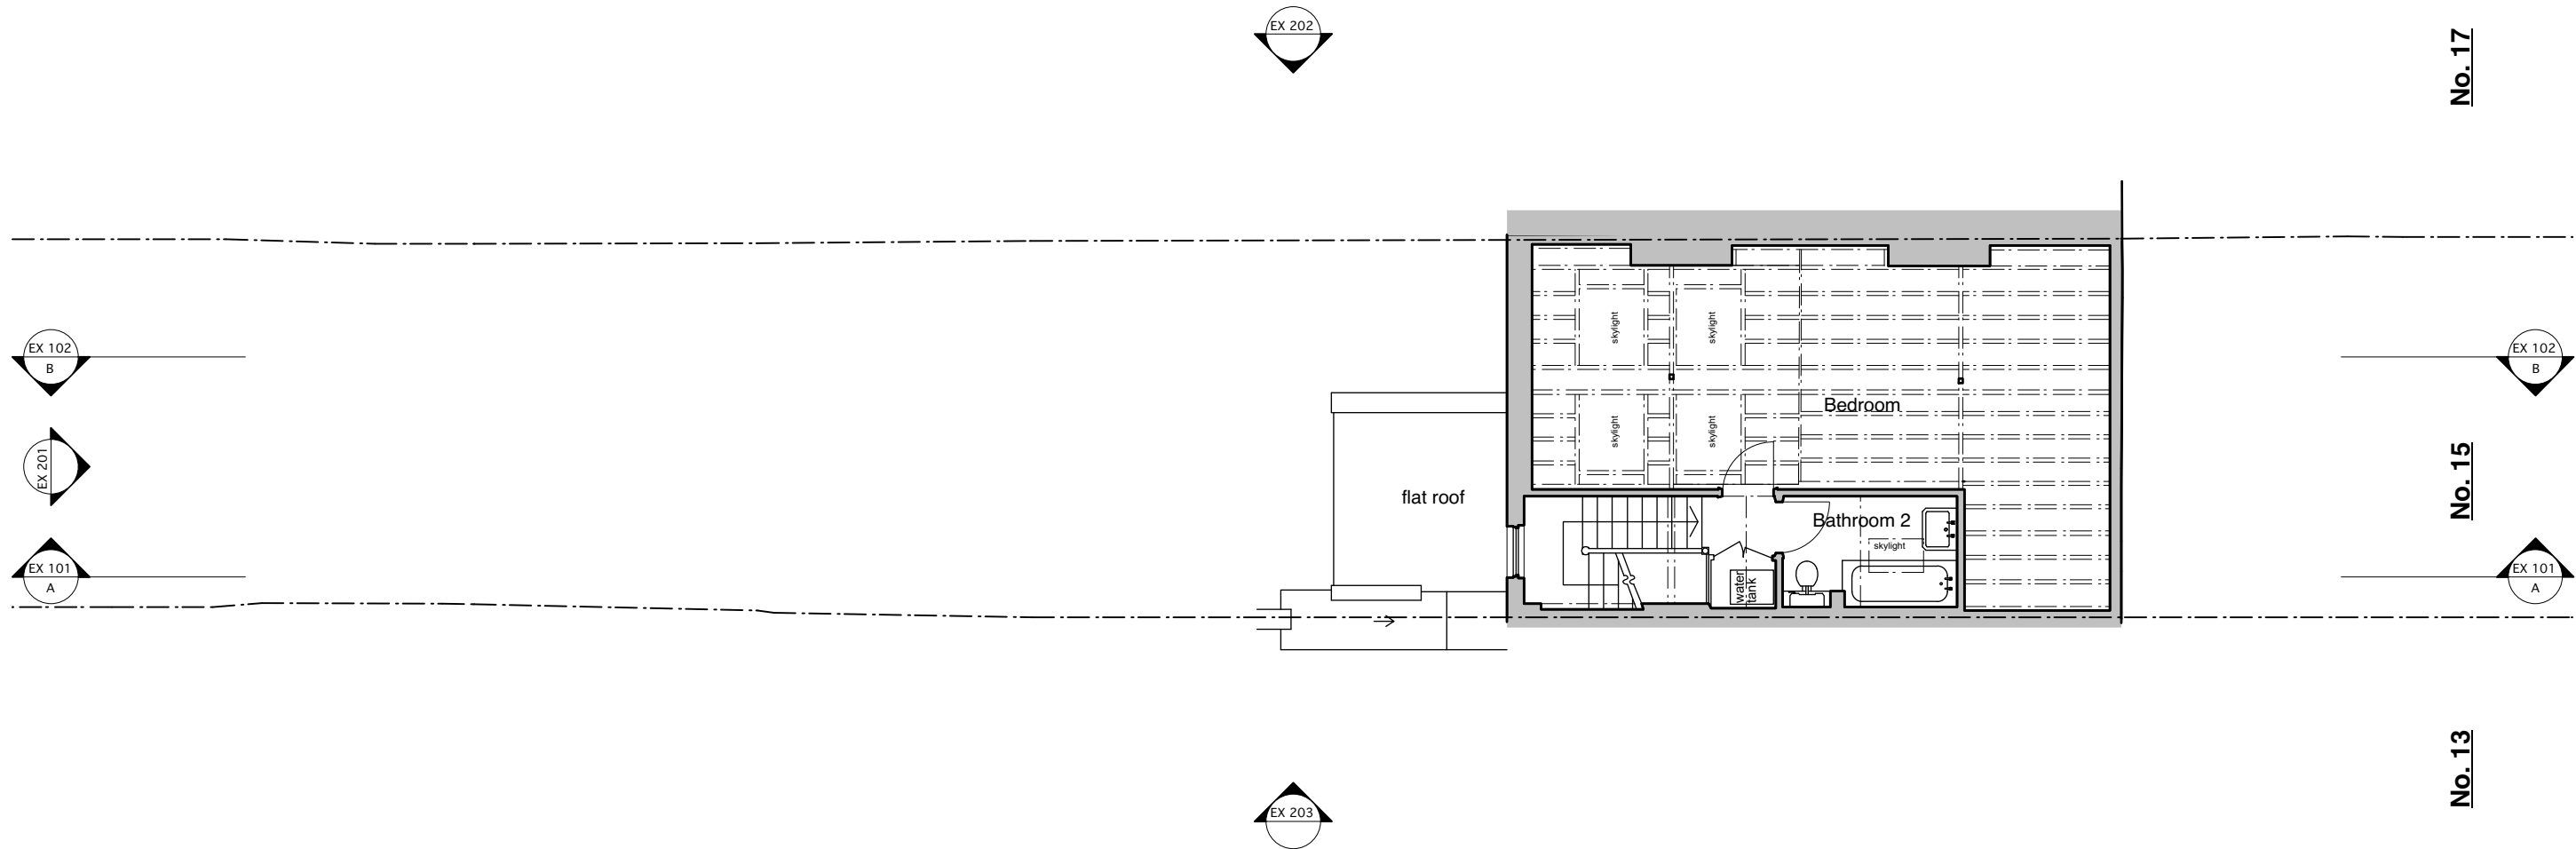 EX 202
No. 17
EX 102
B
skylight
skylight
EX 102
B
Bedroom
skylight
skylight
EX 201
flat roof
No. 15
Bathroom 2
skylight
EX 101
A
water
tank
EX 101
A
No. 13
EX 203